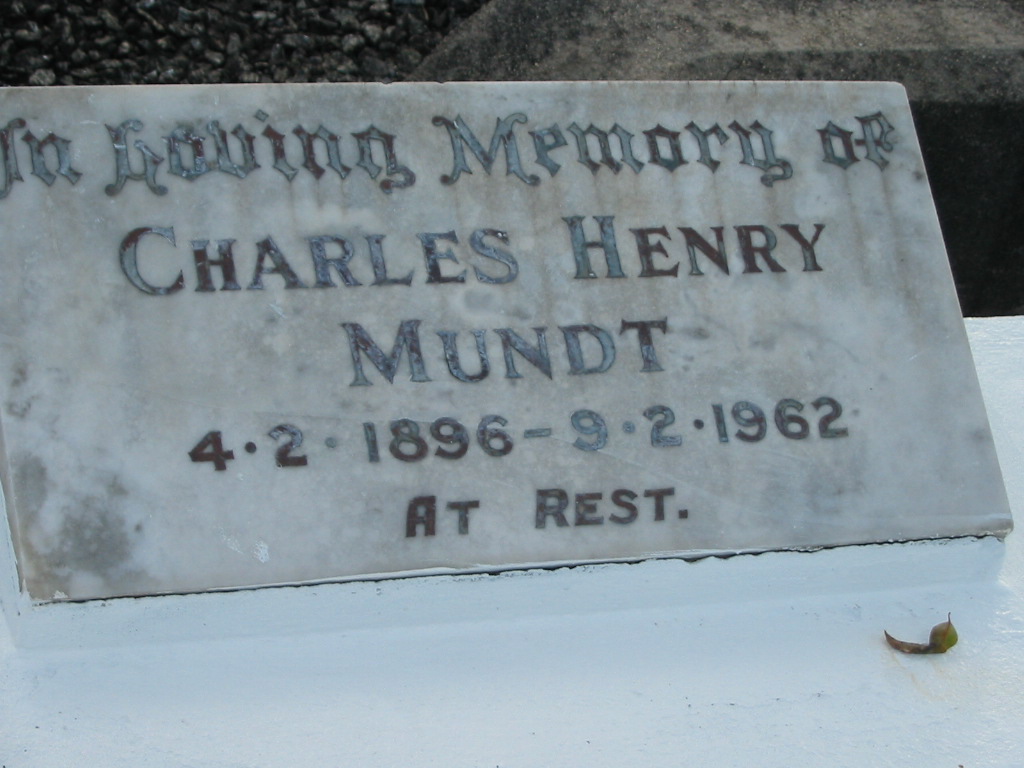 In Loving Memory of
CHARLES HENRY
MUNDT
4·2·1896–9·2·1962
AT REST.